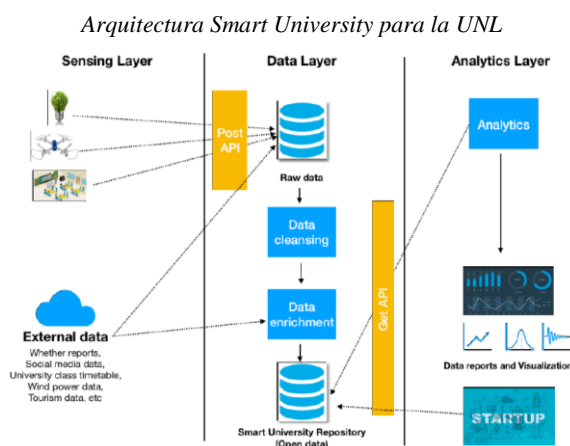 Arquitectura Smart University para la UNL
Sensing Layer
Data Layer
Analytics Layer
Post
API
Raw data
Data
cleansing
Data
enrichment
Smart University Repository
(Open data)
External data
Whether reports,
Social media data,
University class timetable,
Wind power data,
Tourism data, etc
Get API
Analytics
Data reports and Visualization
STARTUP